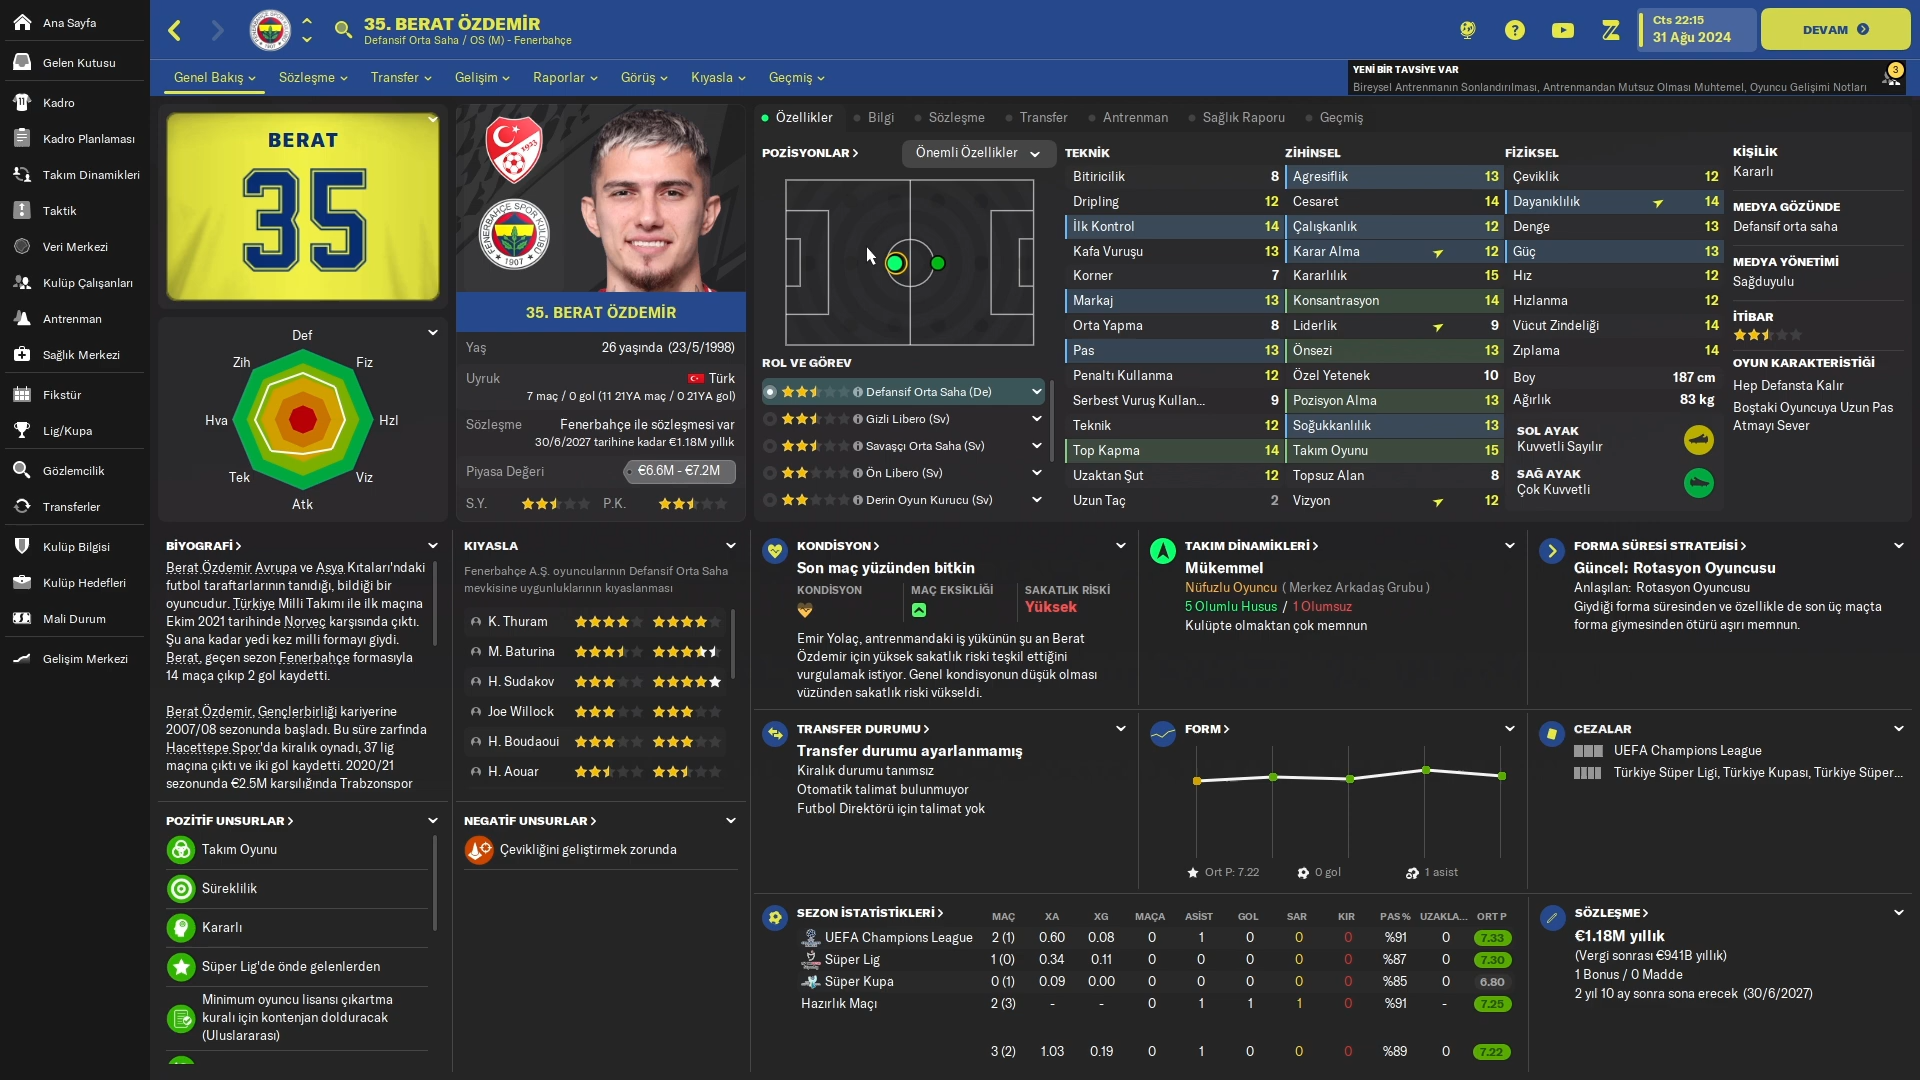 Ana Sayfa
Gelen Kutusu
Kadro
Kadro Planlaması
Takım Dinamikleri
Taktik
Veri Merkezi
Kulüp Çalışanları
Antrenman
Sağlık Merkezi
Fikstür
Lig/Kupa
Gözlemcilik
Transferler
Kulüp Bilgisi
Kulüp Hedefleri
Mali Durum
Gelişim Merkezi
35. BERAT ÖZDEMİR
Defansif Orta Saha / OS (M) - Fenerbahçe
Cts 22:15
31 Ağu 2024
DEVAM
Genel Bakış Sözleşme Transfer Gelişim Raporlar Görüş Kıyasla Geçmiş
YENİ BİR TAVSİYE VAR
Bireysel Antrenmanın Sonlandırılması, Antrenmandan Mutsuz Olması Muhtemel, Oyuncu Gelişimi Notları
3
BERAT
35
Def
Fiz
Hzl
Viz
Atk
Tek
Hva
Zih
1923
FENERBAHÇE SPOR KULÜBÜ
1907
35. BERAT ÖZDEMİR
Yaş 26 yaşında (23/5/1998)
Uyruk Türk
7 maç / 0 gol (11 21YA maç / 0 21YA gol)
Sözleşme Fenerbahçe ile sözleşmesi var
30/6/2027 tarihine kadar €1.18M yıllık
Piyasa Değeri €6.6M - €7.2M
S.Y. P.K.
Özellikler Bilgi Sözleşme Transfer Antrenman Sağlık Raporu Geçmiş
POZİSYONLAR
Önemli Özellikler
ROL VE GÖREV
Defansif Orta Saha (De)
Gizli Libero (Sv)
Savaşçı Orta Saha (Sv)
Ön Libero (Sv)
Derin Oyun Kurucu (Sv)
TEKNİK
Bitiricilik 8
Dripling 12
İlk Kontrol 14
Kafa Vuruşu 13
Korner 7
Markaj 13
Orta Yapma 8
Pas 13
Penaltı Kullanma 12
Serbest Vuruş Kullan... 9
Teknik 12
Top Kapma 14
Uzaktan Şut 12
Uzun Taç 2
ZİHİNSEL
Agresiflik 13
Cesaret 14
Çalışkanlık 12
Karar Alma 12
Kararlılık 15
Konsantrasyon 14
Liderlik 9
Önsezi 13
Özel Yetenek 10
Pozisyon Alma 13
Soğukkanlılık 13
Takım Oyunu 15
Topsuz Alan 8
Vizyon 12
FİZİKSEL
Çeviklik 12
Dayanıklılık 14
Denge 13
Güç 13
Hız 12
Hızlanma 12
Vücut Zindeliği 14
Zıplama 14
Boy 187 cm
Ağırlık 83 kg
SOL AYAK
Kuvvetli Sayılır
SAĞ AYAK
Çok Kuvvetli
KİŞİLİK
Kararlı
MEDYA GÖZÜNDE
Defansif orta saha
MEDYA YÖNETİMİ
Sağduyulu
İTİBAR
OYUN KARAKTERİSTİĞİ
Hep Defansta Kalır
Boştaki Oyuncuya Uzun Pas
Atmayı Sever
BİYOGRAFİ
Berat Özdemir Avrupa ve Asya Kıtaları'ndaki
futbol taraftarlarının tanıdığı, bildiği bir
oyuncudur. Türkiye Milli Takımı ile ilk maçına
Ekim 2021 tarihinde Norveç karşısında çıktı.
Şu ana kadar yedi kez milli formayı giydi.
Berat, geçen sezon Fenerbahçe formasıyla
14 maça çıkıp 2 gol kaydetti.
Berat Özdemir, Gençlerbirliği kariyerine
2007/08 sezonunda başladı. Bu süre zarfında
Hacettepe Spor'da kiralık oynadı, 37 lig
maçına çıktı ve iki gol kaydetti. 2020/21
sezonunda €2.5M karşılığında Trabzonspor
KIYASLA
Fenerbahçe A.Ş. oyuncularının Defansif Orta Saha
mevkisine uygunluklarının kıyaslanması
K. Thuram
M. Baturina
H. Sudakov
Joe Willock
H. Boudaoui
H. Aouar
KONDİSYON
Son maç yüzünden bitkin
KONDİSYON MAÇ EKSİKLİĞİ SAKATLIK RİSKİ
Yüksek
Emir Yolaç, antrenmandaki iş yükünün şu an Berat
Özdemir için yüksek sakatlık riski teşkil ettiğini
vurgulamak istiyor. Genel kondisyonun düşük olması
yüzünden sakatlık riski yükseldi.
TAKIM DİNAMİKLERİ
Mükemmel
Nüfuzlu Oyuncu ( Merkez Arkadaş Grubu )
5 Olumlu Husus / 1 Olumsuz
Kulüpte olmaktan çok memnun
FORMA SÜRESİ STRATEJİSİ
Güncel: Rotasyon Oyuncusu
Anlaşılan: Rotasyon Oyuncusu
Giydiği forma süresinden ve özellikle de son üç maçta
forma giymesinden ötürü aşırı memnun.
TRANSFER DURUMU
Transfer durumu ayarlanmamış
Kiralık durumu tanımsız
Otomatik talimat bulunmuyor
Futbol Direktörü için talimat yok
FORM
Ort P: 7.22 0 gol 1 asist
CEZALAR
UEFA Champions League
Türkiye Süper Ligi, Türkiye Kupası, Türkiye Süper...
POZİTİF UNSURLAR
Takım Oyunu
Süreklilik
Kararlı
Süper Lig'de önde gelenlerden
Minimum oyuncu lisansı çıkartma
kuralı için kontenjan dolduracak
(Uluslararası)
NEGATİF UNSURLAR
Çevikliğini geliştirmek zorunda
SEZON İSTATİSTİKLERİ MAÇ XA XG MAÇA ASİST GOL SAR KIR PAS % UZAKLA... ORT P
UEFA Champions League 2 (1) 0.60 0.08 0 1 0 0 0 %91 0 7.33
Süper Lig 1 (0) 0.34 0.11 0 0 0 0 0 %87 0 7.30
Süper Kupa 0 (1) 0.09 0.00 0 0 0 0 0 %85 0 6.80
Hazırlık Maçı 2 (3) - - 0 1 1 1 0 %91 - 7.25
3 (2) 1.03 0.19 0 1 0 0 0 %89 0 7.22
SÖZLEŞME
€1.18M yıllık
(Vergi sonrası €941B yıllık)
1 Bonus / 0 Madde
2 yıl 10 ay sonra sona erecek (30/6/2027)